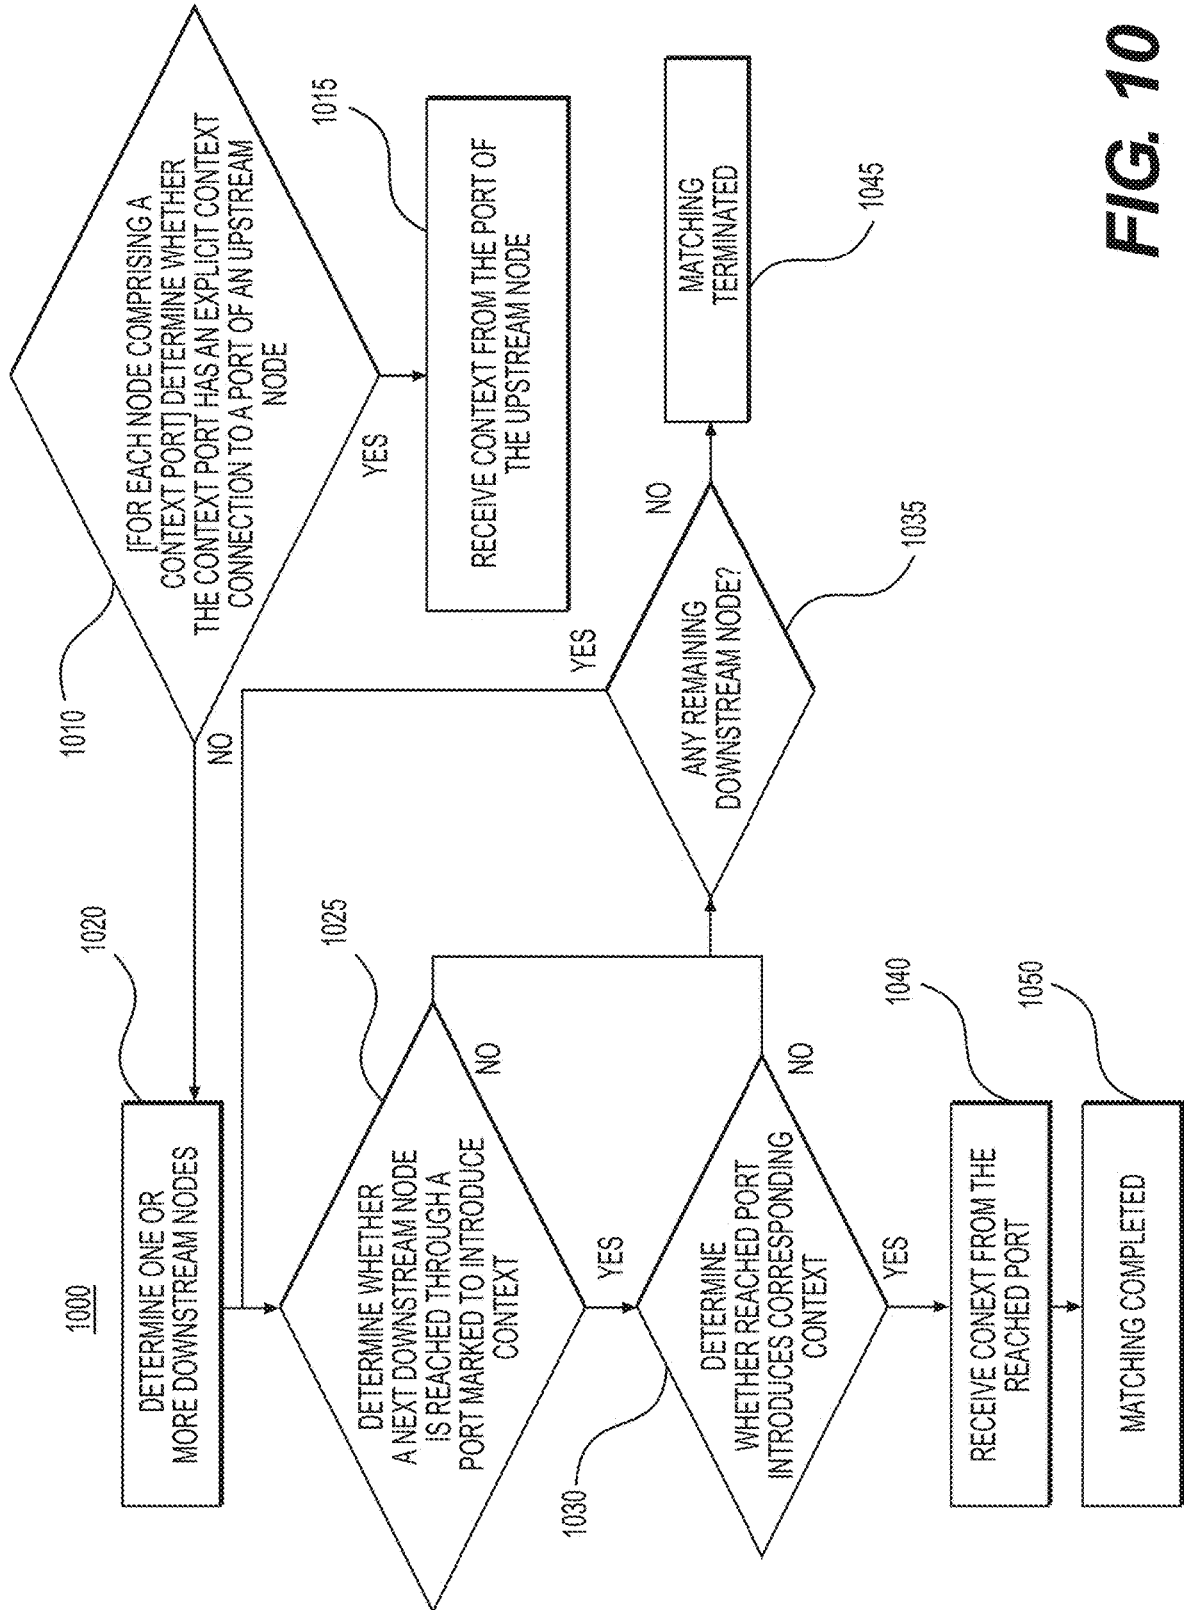 1000
1010
[FOR EACH NODE COMPRISING A
CONTEXT PORT] DETERMINE WHETHER
THE CONTEXT PORT HAS AN EXPLICIT CONTEXT
CONNECTION TO A PORT OF AN UPSTREAM
NODE
NO
YES
1015
RECEIVE CONTEXT FROM THE PORT OF
THE UPSTREAM NODE
1020
DETERMINE ONE OR
MORE DOWNSTREAM NODES
1025
DETERMINE WHETHER
A NEXT DOWNSTREAM NODE
IS REACHED THROUGH A
PORT MARKED TO INTRODUCE
CONTEXT
NO
YES
1030
DETERMINE
WHETHER REACHED PORT
INTRODUCES CORRESPONDING
CONTEXT
NO
YES
YES
ANY REMAINING
DOWNSTREAM NODE?
1035
NO
MATCHING
TERMINATED
1045
1040
RECEIVE CONEXT FROM THE
REACHED PORT
1050
MATCHING COMPLETED
FIG. 10